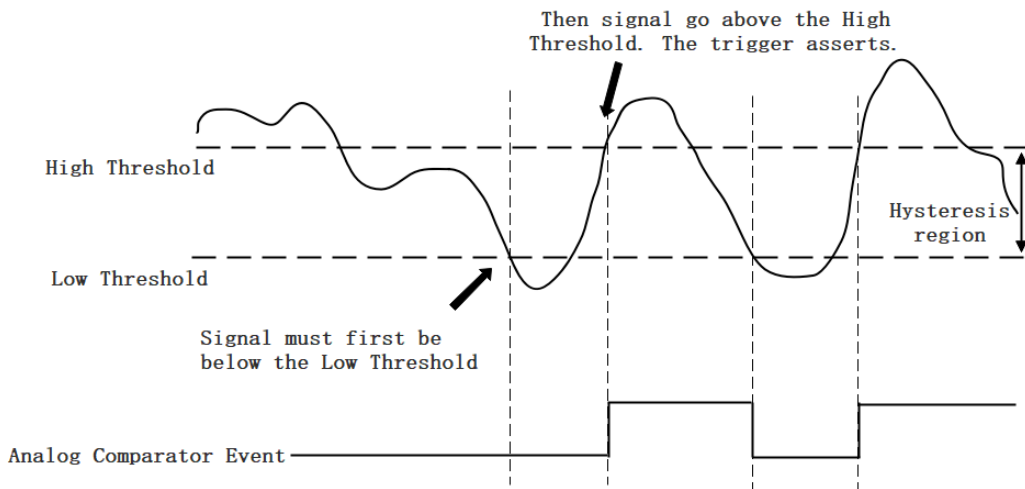 Then signal go above the High
Threshold. The trigger asserts.
High Threshold
Hysteresis
region
Low Threshold
Signal must first be
below the Low Threshold
Analog Comparator Event